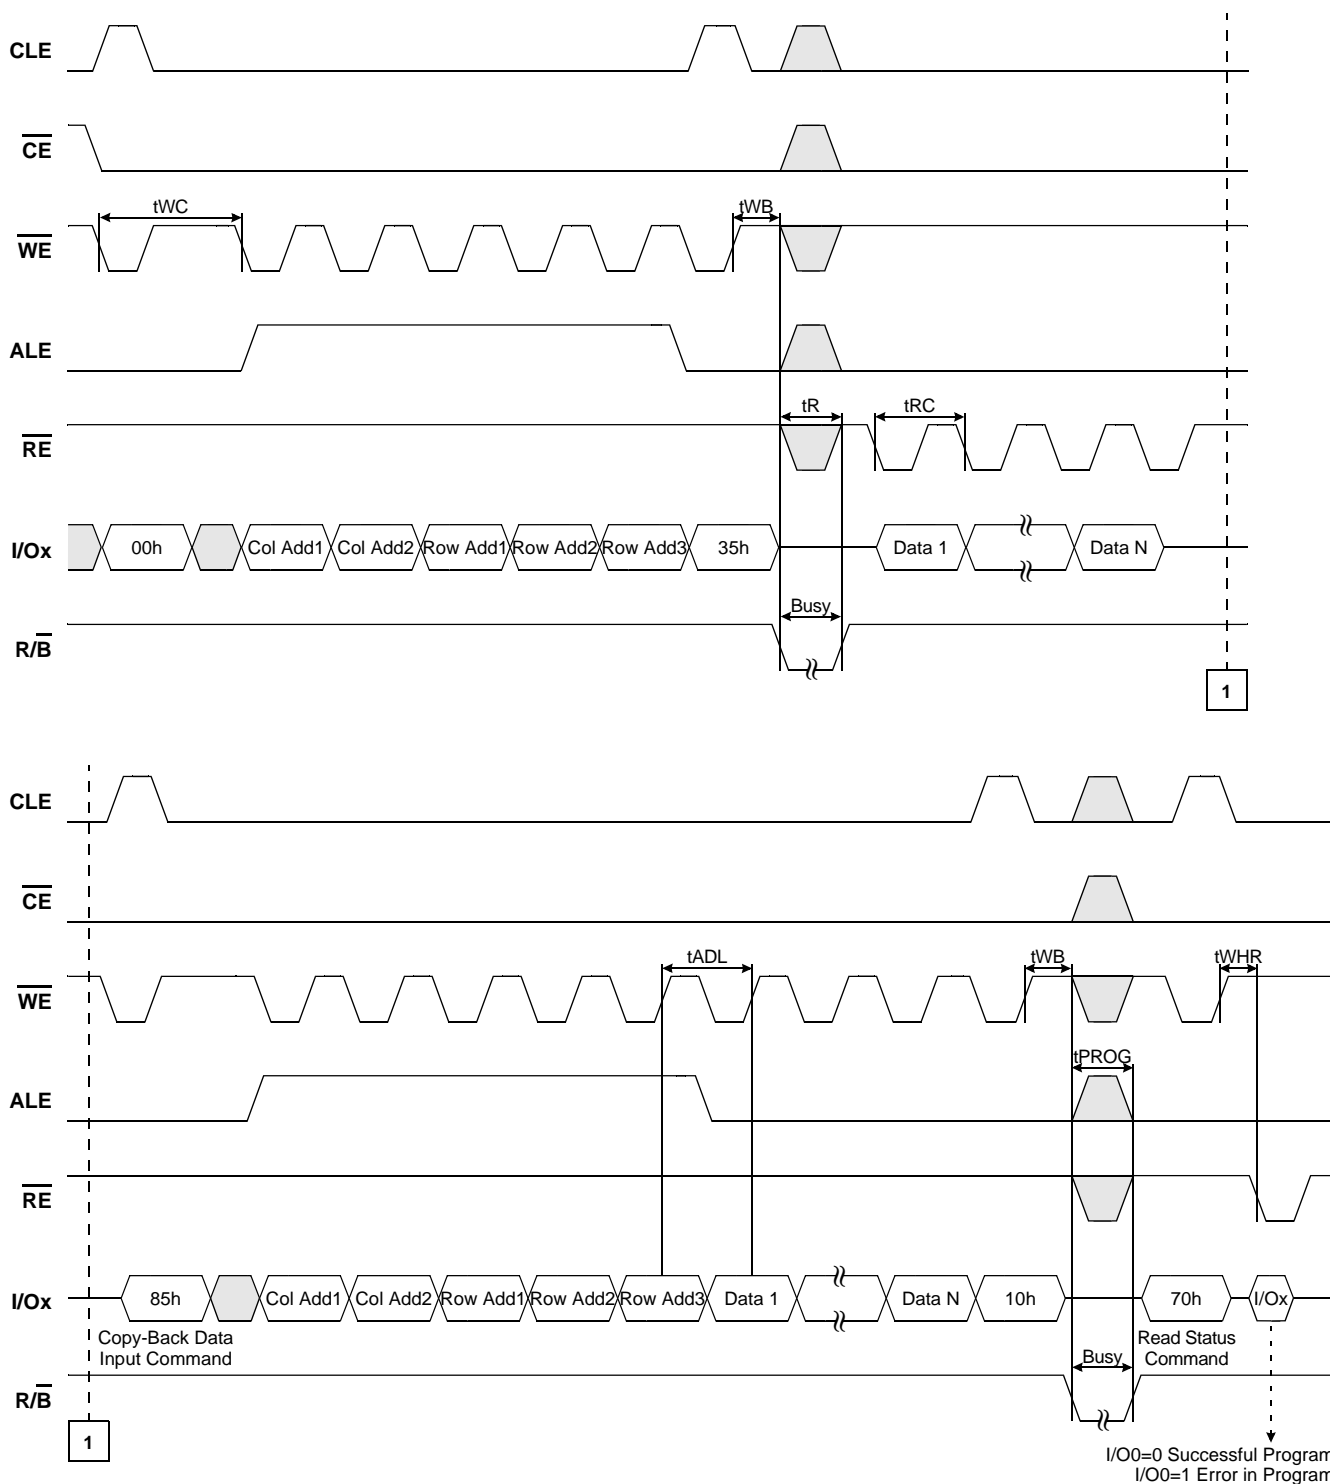 CLE
CE
tWC
tWB
WE
ALE
tR
tRC
RE
I/Ox
00h
Col Add1
Col Add2
Row Add1
Row Add2
Row Add3
35h
Data 1
Data N
Busy
R/B
1
CLE
CE
tADL
tWB
tWHR
WE
tPROG
ALE
RE
I/Ox
85h
Col Add1
Col Add2
Row Add1
Row Add2
Row Add3
Data 1
Data N
10h
70h
I/Ox
Copy-Back Data
Input Command
Read Status
Command
Busy
R/B
1
I/O0=0 Successful Program
I/O0=1 Error in Program